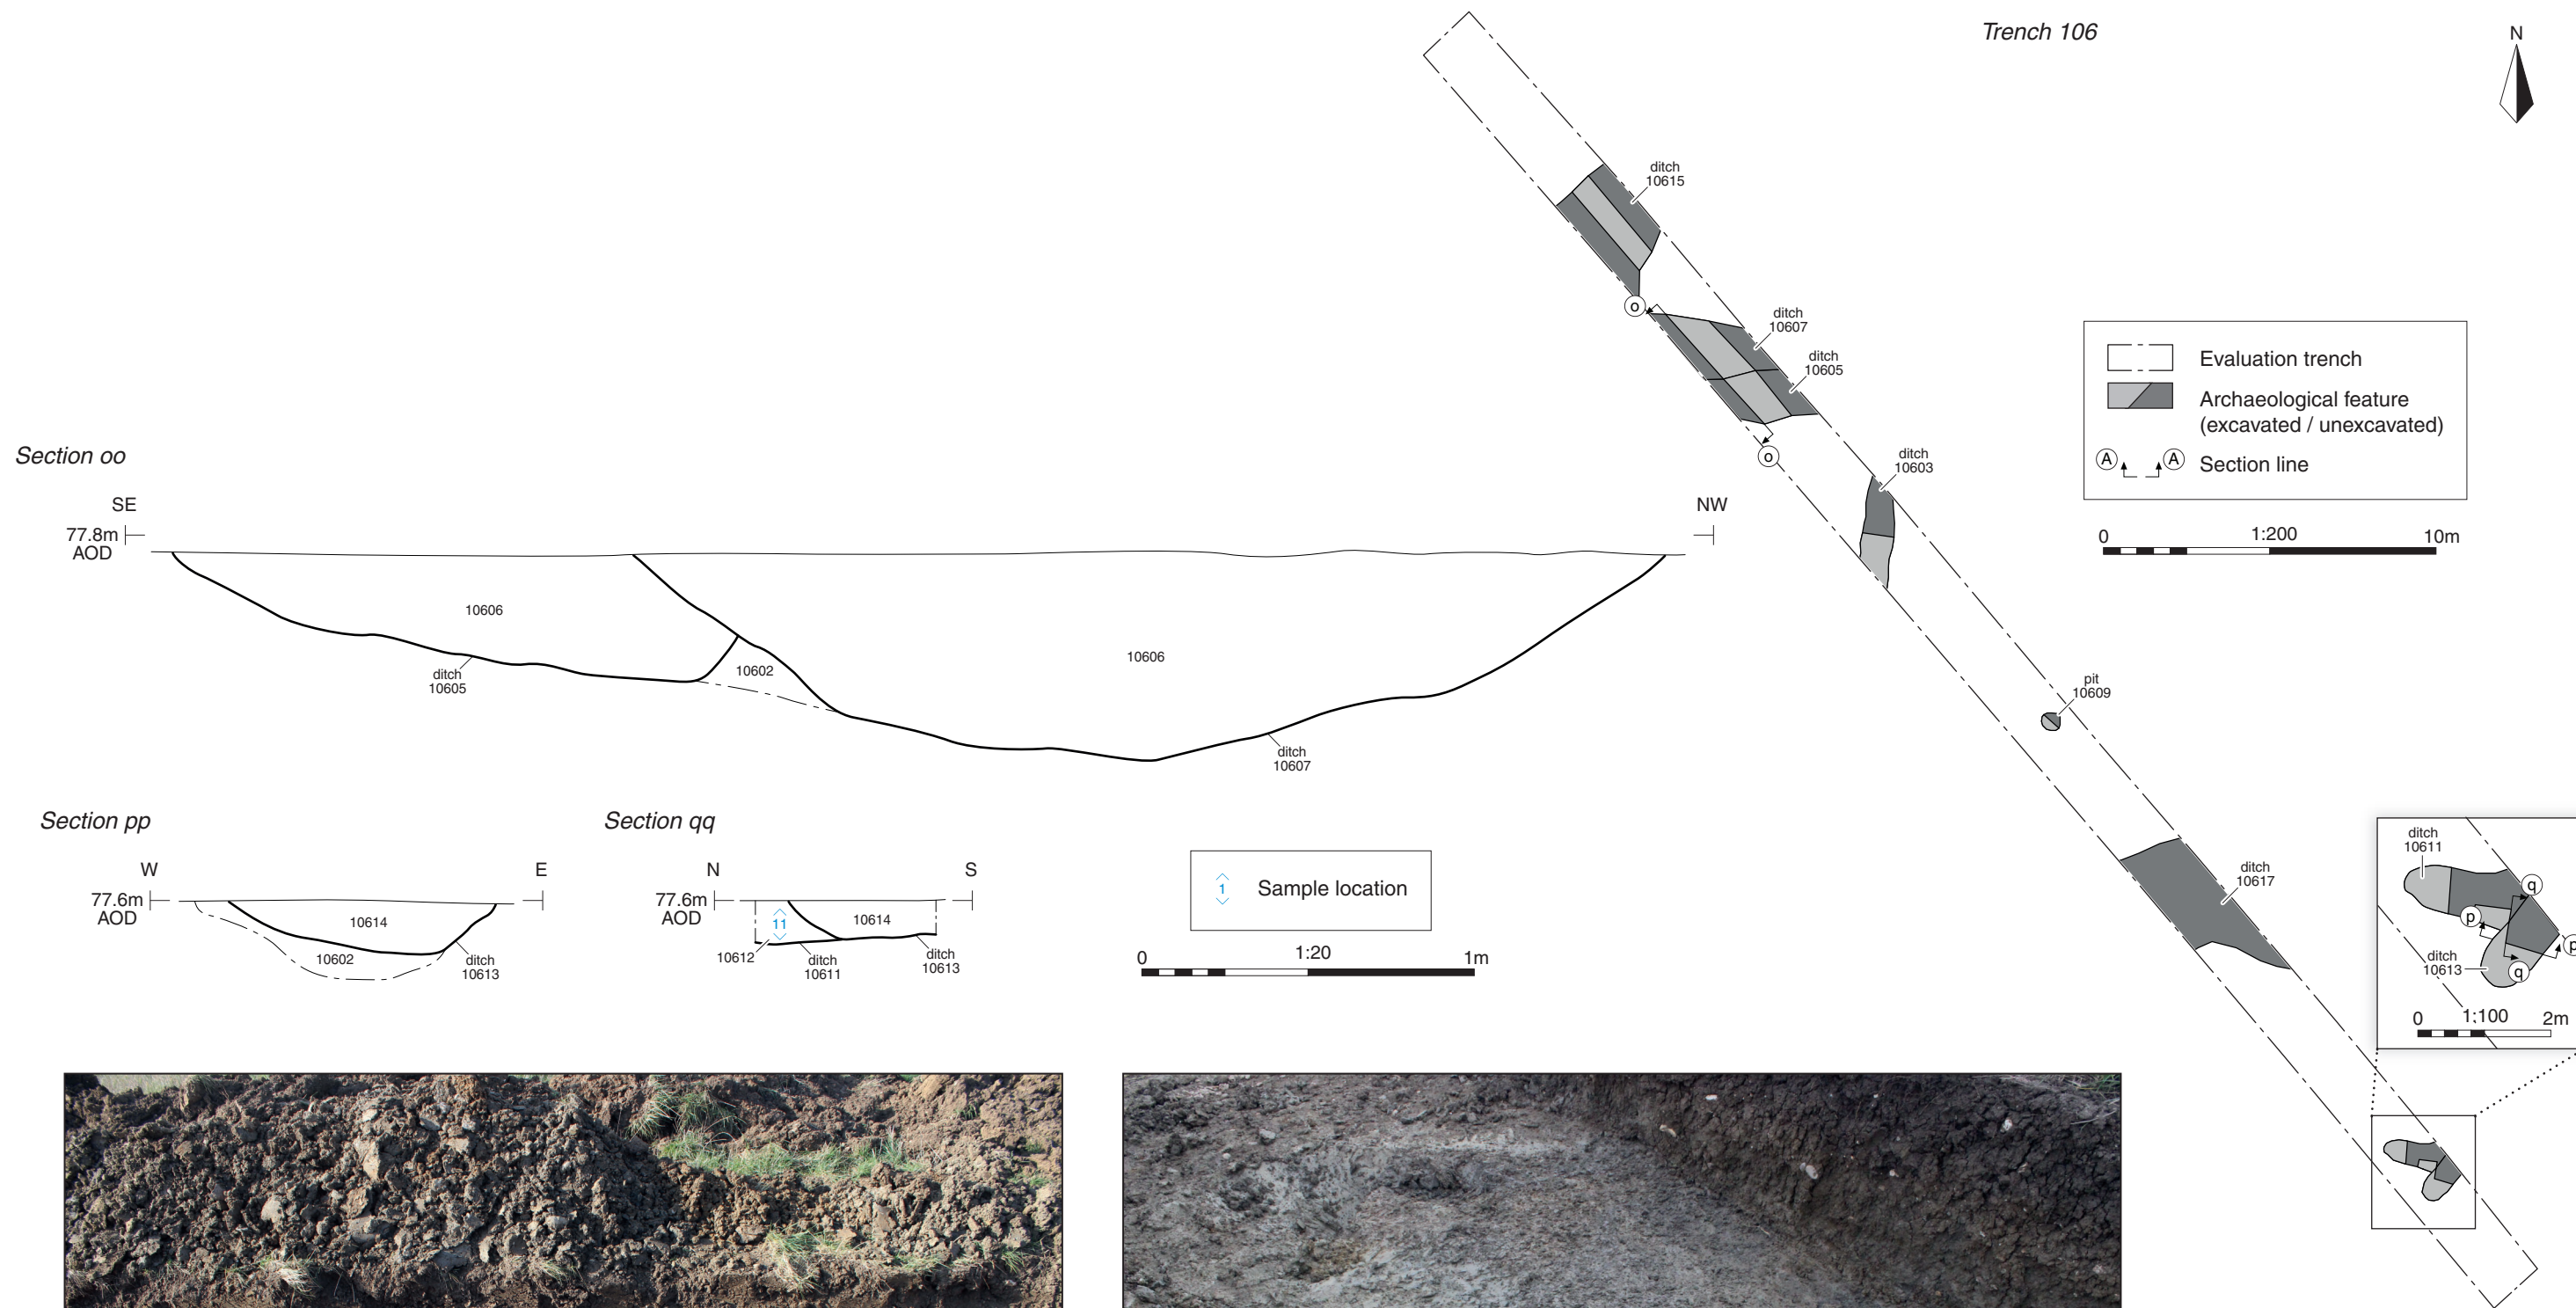 Trench 106
N
ditch
10615
o
ditch
10607
ditch
10605
o
ditch
10603
pit
10609
ditch
10617
Evaluation trench
Archaeological feature
(excavated / unexcavated)
A A Section line
0 1:200 10m
Section oo
SE NW
77.8m
AOD
10606
10602
10606
ditch
10605
ditch
10607
Section pp
W E
77.6m
AOD
10614
10602
ditch
10613
Section qq
N S
77.6m
AOD
11
10614
10612
ditch
10611
ditch
10613
1 Sample location
0 1:20 1m
ditch
10611
q
p
p
ditch
10613
q
0 1:100 2m